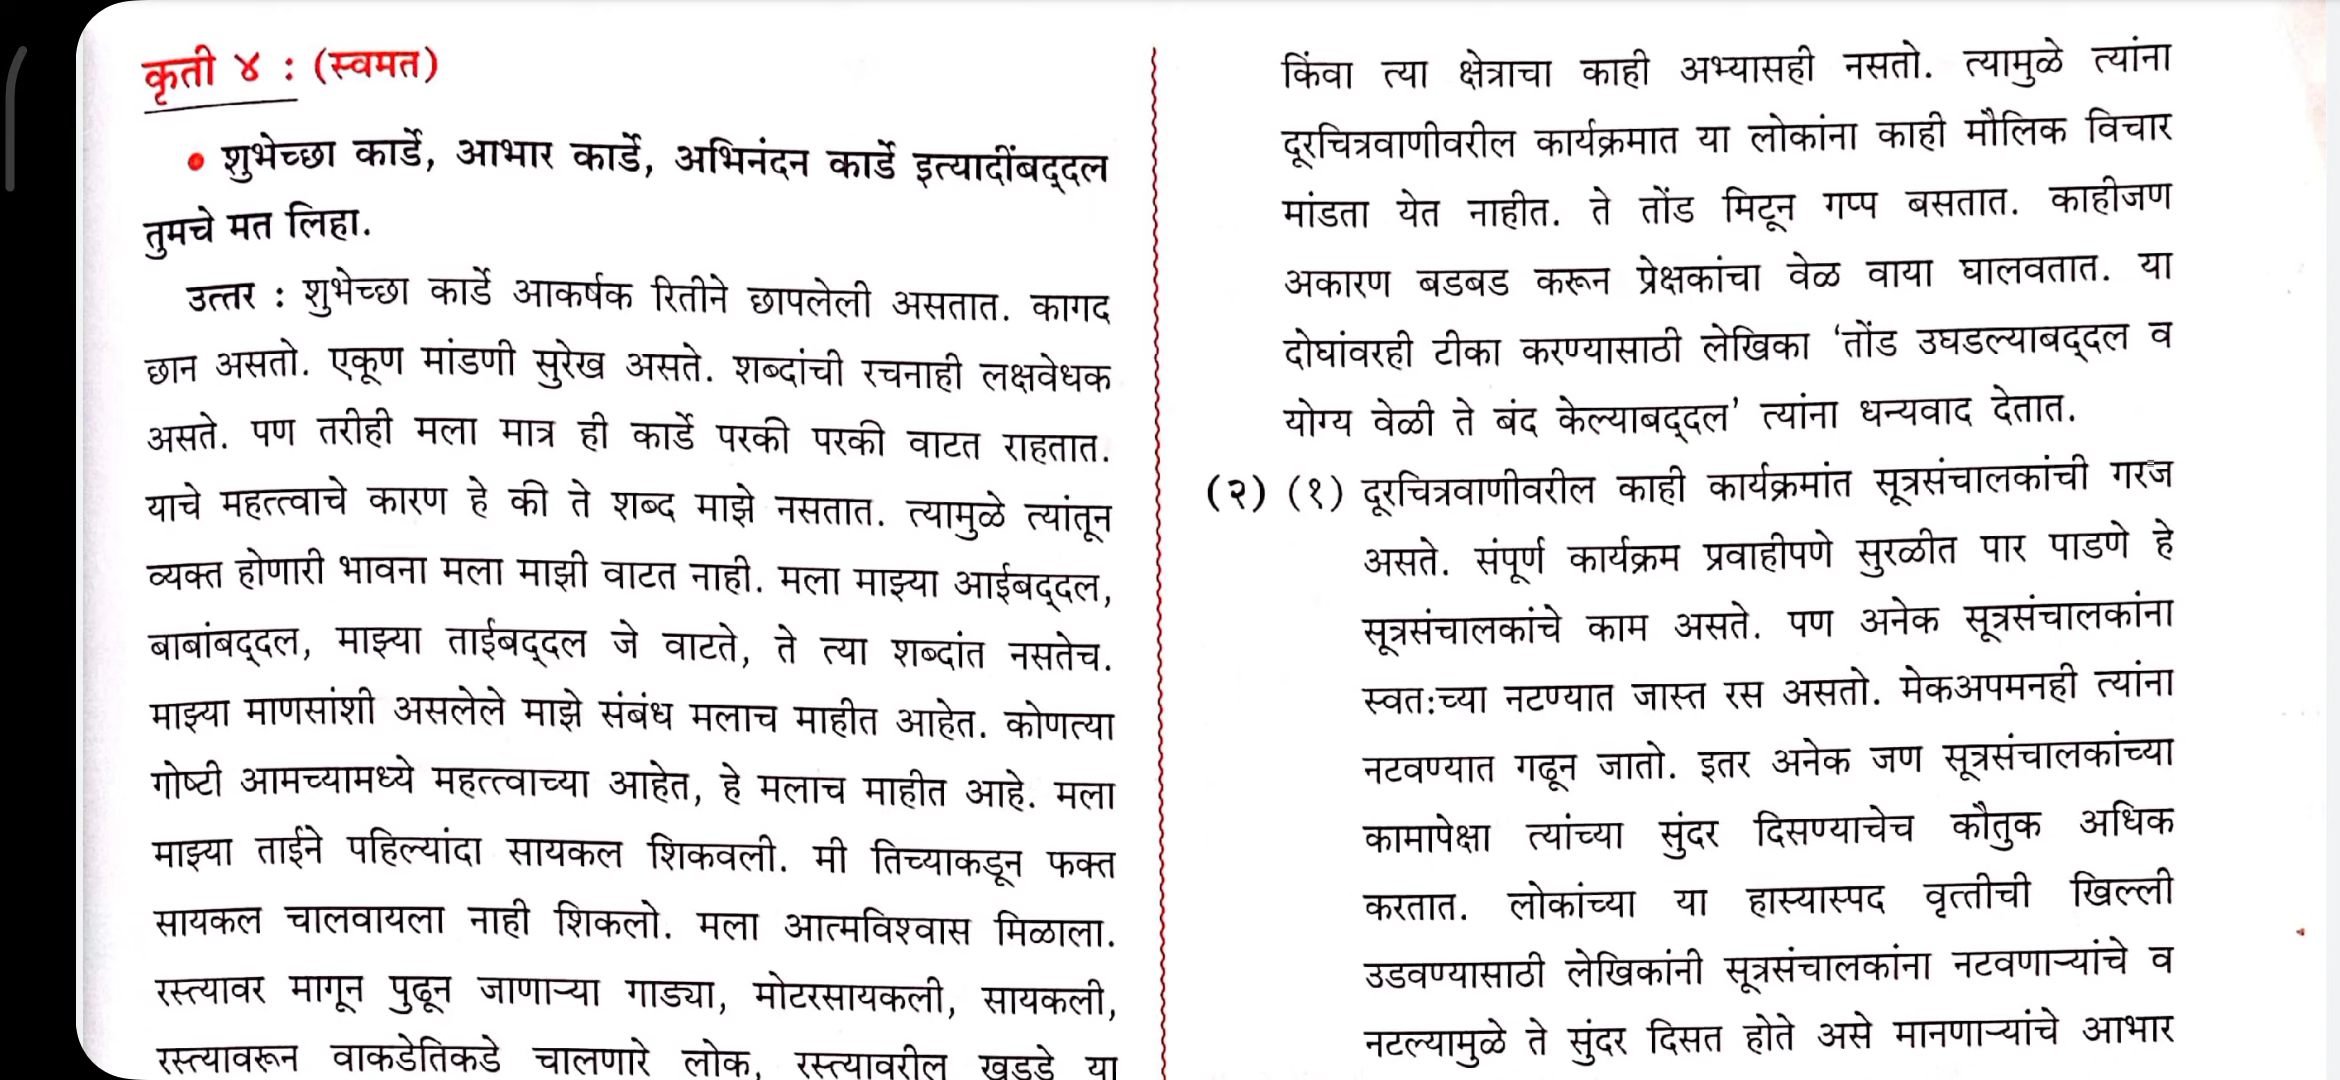 कृती ४ : (स्वमत)
• शुभेच्छा कार्डे, आभार कार्डे, अभिनंदन कार्डे इत्यादींबद्दल
तुमचे मत लिहा.
उत्तर : शुभेच्छा कार्डे आकर्षक रितीने छापलेली असतात. कागद
छान असतो. एकूण मांडणी सुरेख असते. शब्दांची रचनाही लक्षवेधक
असते. पण तरीही मला मात्र ही कार्डे परकी परकी वाटत राहतात.
याचे महत्त्वाचे कारण हे की ते शब्द माझे नसतात. त्यामुळे त्यांतून
व्यक्त होणारी भावना मला माझी वाटत नाही. मला माझ्या आईबद्दल,
बाबांबद्दल, माझ्या ताईबद्दल जे वाटते, ते त्या शब्दांत नसतेच.
माझ्या माणसांशी असलेले माझे संबंध मलाच माहीत आहेत. कोणत्या
गोष्टी आमच्यामध्ये महत्त्वाच्या आहेत, हे मलाच माहीत आहे. मला
माझ्या ताईने पहिल्यांदा सायकल शिकवली. मी तिच्याकडून फक्त
सायकल चालवायला नाही शिकलो. मला आत्मविश्वास मिळाला.
रस्त्यावर मागून पुढून जाणाऱ्या गाड्या, मोटरसायकली, सायकली,
रस्त्यावरून वाकडेतिकडे चालणारे लोक, रस्त्यावरील खड्डे या
किंवा त्या क्षेत्राचा काही अभ्यासही नसतो. त्यामुळे त्यांना
दूरचित्रवाणीवरील कार्यक्रमात या लोकांना काही मौलिक विचार
मांडता येत नाहीत. ते तोंड मिटून गप्प बसतात. काहीजण
अकारण बडबड करून प्रेक्षकांचा वेळ वाया घालवतात. या
दोघांवरही टीका करण्यासाठी लेखिका ‘तोंड उघडल्याबद्दल व
योग्य वेळी ते बंद केल्याबद्दल’ त्यांना धन्यवाद देतात.
(२) (१) दूरचित्रवाणीवरील काही कार्यक्रमांत सूत्रसंचालकांची गरज
असते. संपूर्ण कार्यक्रम प्रवाहीपणे सुरळीत पार पाडणे हे
सूत्रसंचालकांचे काम असते. पण अनेक सूत्रसंचालकांना
स्वतःच्या नटण्यात जास्त रस असतो. मेकअपमनही त्यांना
नटवण्यात गढून जातो. इतर अनेक जण सूत्रसंचालकांच्या
कामापेक्षा त्यांच्या सुंदर दिसण्याचेच कौतुक अधिक
करतात. लोकांच्या या हास्यास्पद वृत्तीची खिल्ली
उडवण्यासाठी लेखिकांनी सूत्रसंचालकांना नटवणाऱ्यांचे व
नटल्यामुळे ते सुंदर दिसत होते असे मानणाऱ्यांचे आभार